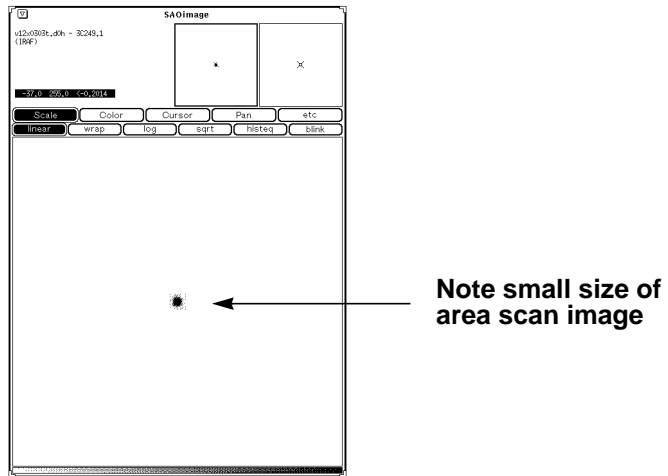 SAOimage
v12x0303t.d0h - 3C249.1
(IRAF)
-37.0 255.0 <-0.2014
Scale Color Cursor Pan etc
linear wrap log sqrt histeq blink
Note small size of
area scan image